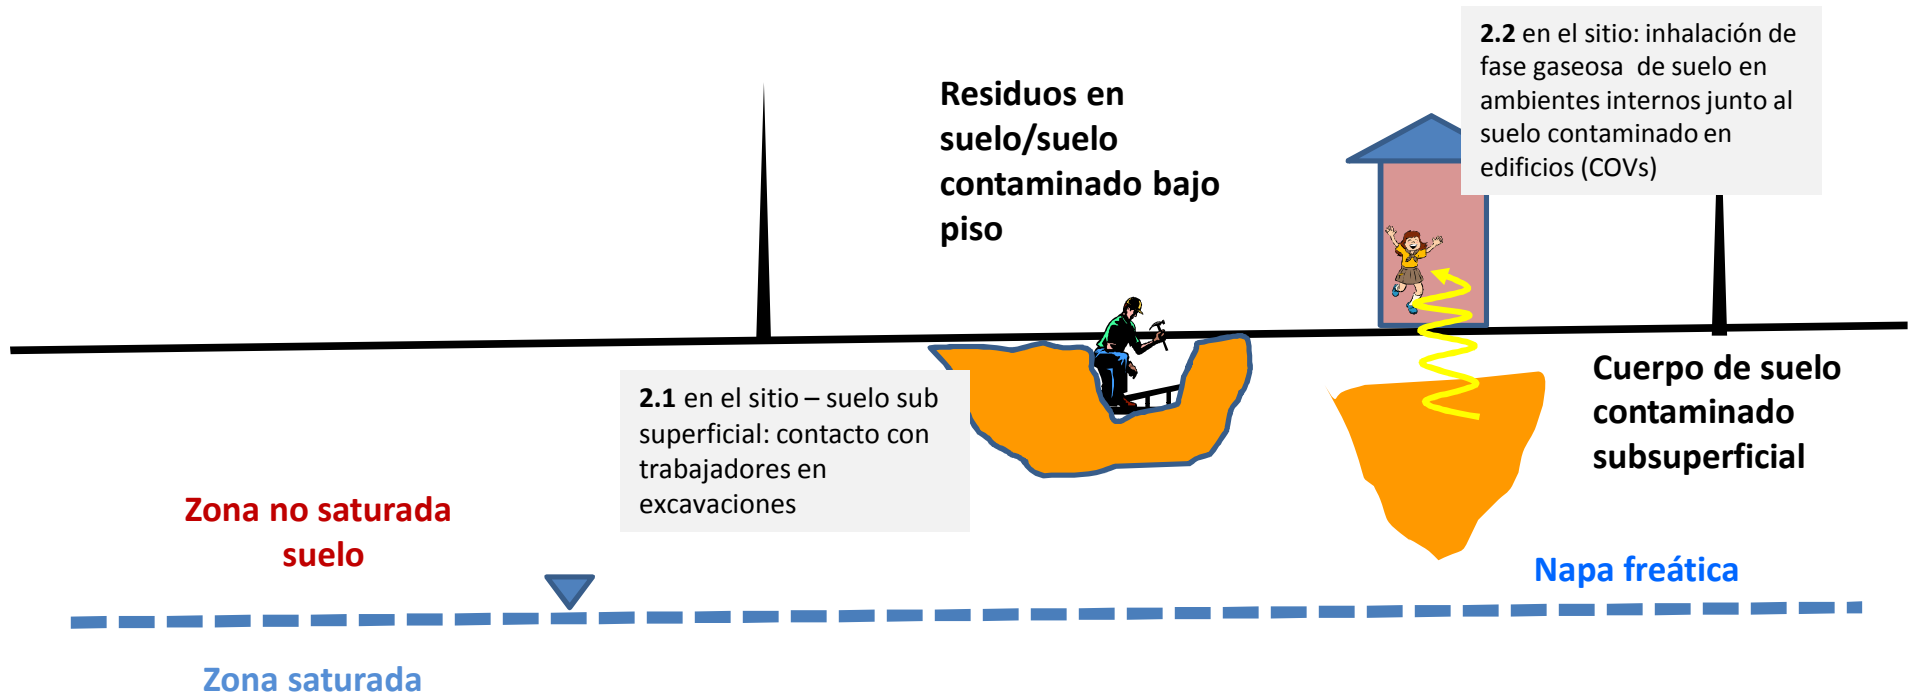 2.2 en el sitio: inhalación de
fase gaseosa de suelo en
ambientes internos junto al
suelo contaminado en
edificios (COVs)
Residuos en
suelo/suelo
contaminado bajo
piso
2.1 en el sitio – suelo sub
superficial: contacto con
trabajadores en
excavaciones
Cuerpo de suelo
contaminado
subsuperficial
Zona no saturada
suelo
Napa freática
Zona saturada